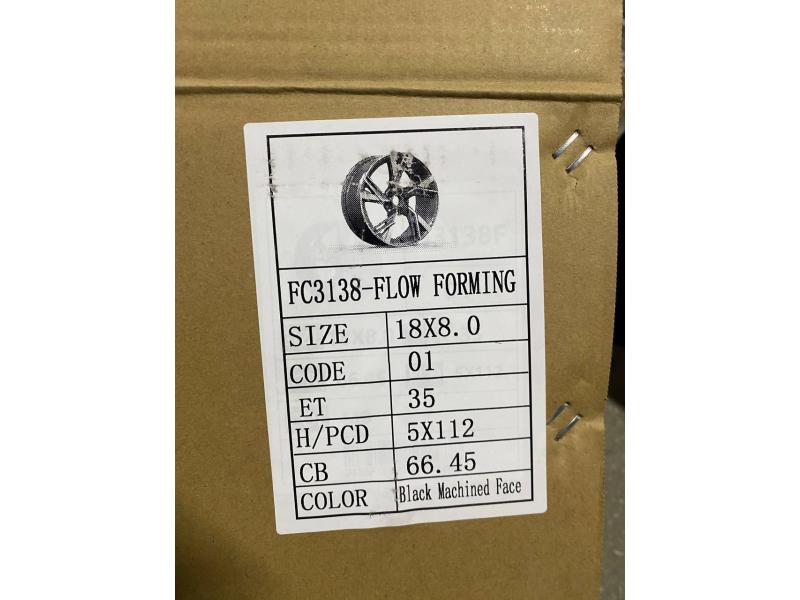 FC3138-FLOW FORMING
SIZE 18X8.0
CODE 01
ET 35
H/PCD 5X112
CB 66.45
COLOR Black Machined Face